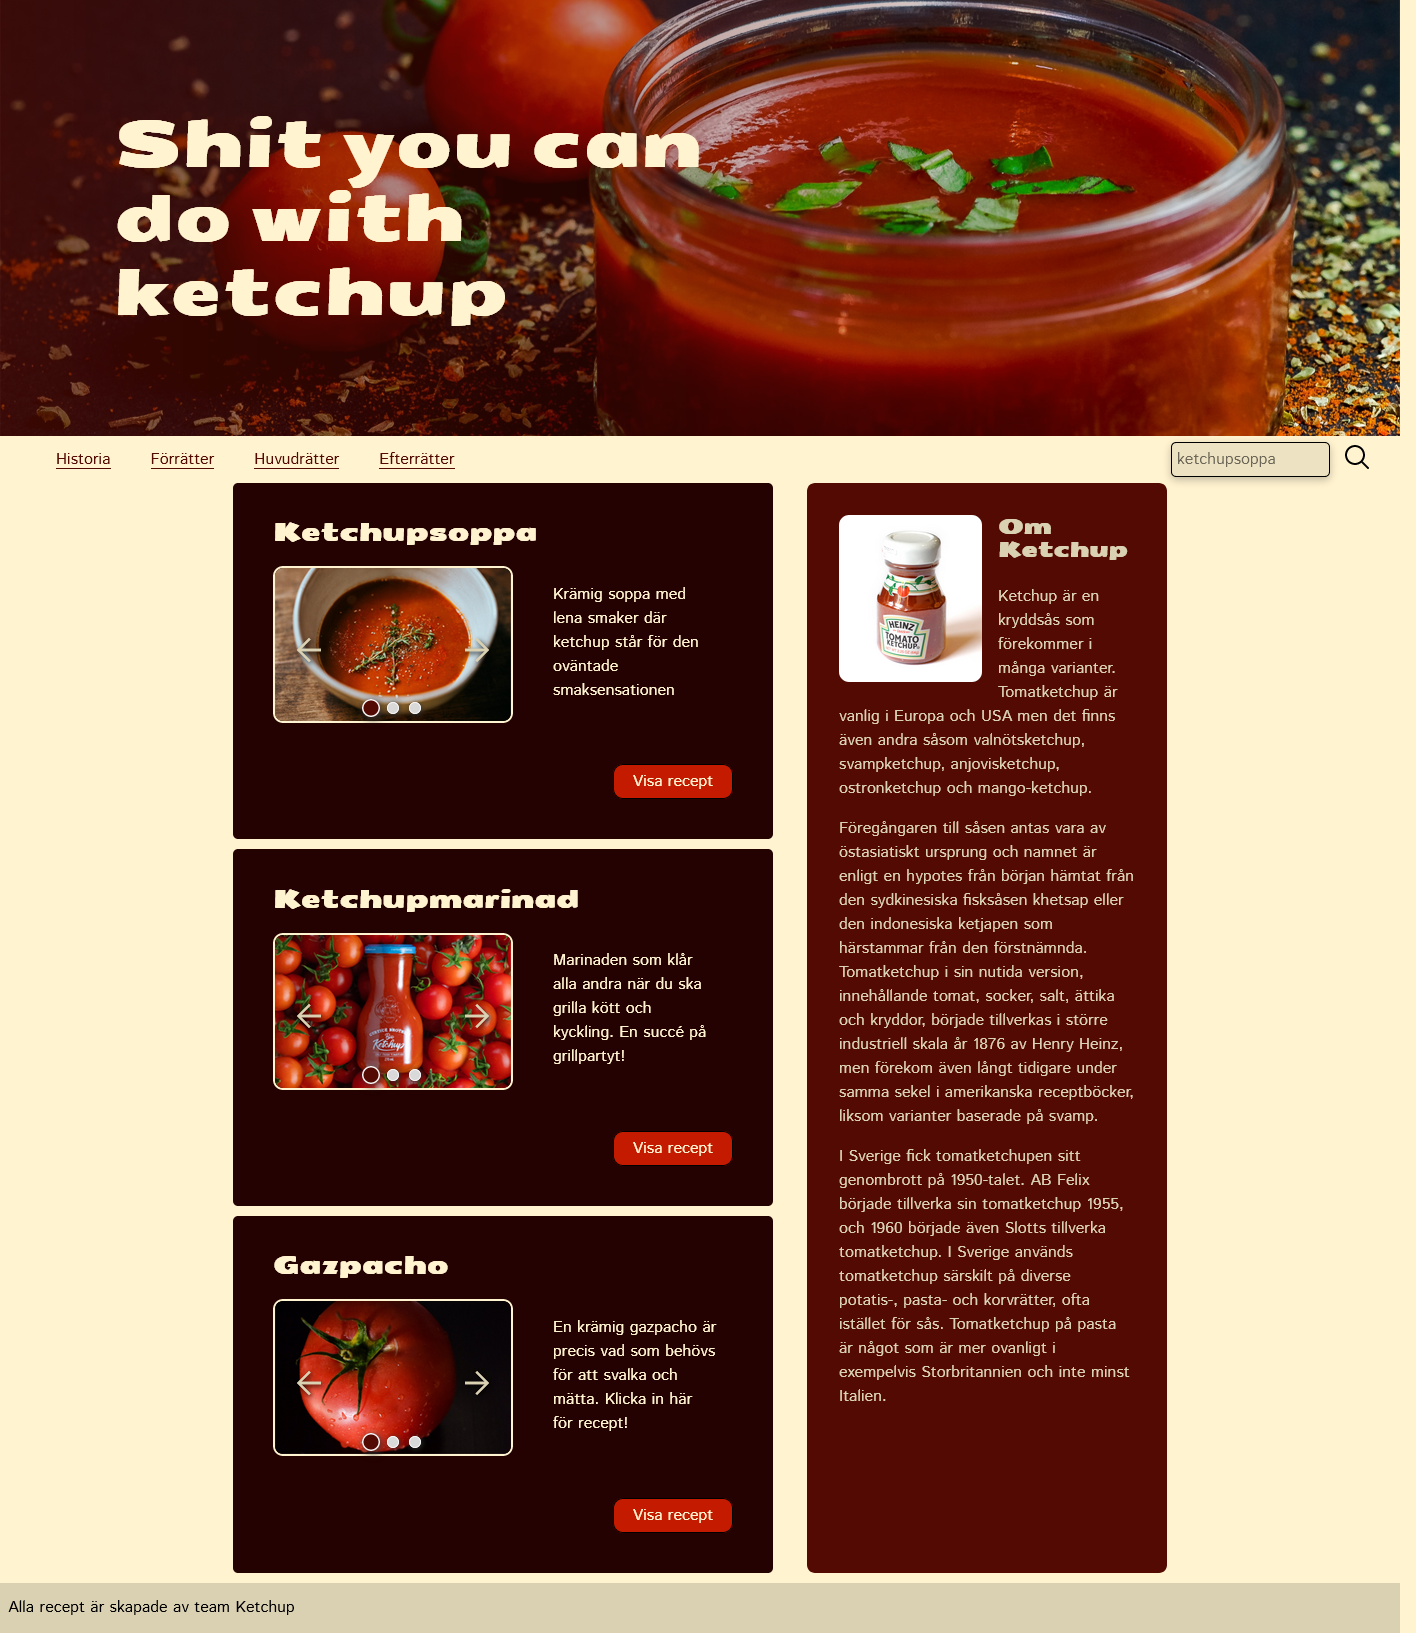 Shit you can
do with
ketchup
Historia
Förrätter
Huvudrätter
Efterrätter
ketchupsoppa
Ketchupsoppa
Krämig soppa med
lena smaker där
ketchup står för den
oväntade
smaksensationen
Visa recept
Ketchupmarinad
Ketchup
Marinaden som klår
alla andra när du ska
grilla kött och
kyckling. En succé på
grillpartyt!
Visa recept
Gazpacho
En krämig gazpacho är
precis vad som behövs
för att svalka och
mätta. Klicka in här
för recept!
Visa recept
HEINZ
TOMATO
KETCHUP
Om
Ketchup
Ketchup är en
kryddsås som
förekommer i
många varianter.
Tomatketchup är
vanlig i Europa och USA men det finns
även andra såsom valnötsketchup,
svampketchup, anjovisketchup,
ostronketchup och mango-ketchup.
Föregångaren till såsen antas vara av
östasiatiskt ursprung och namnet är
enligt en hypotes från början hämtat från
den sydkinesiska fisksåsen khetsap eller
den indonesiska ketjapen som
härstammar från den förstnämnda.
Tomatketchup i sin nutida version,
innehållande tomat, socker, salt, ättika
och kryddor, började tillverkas i större
industriell skala år 1876 av Henry Heinz,
men förekom även långt tidigare under
samma sekel i amerikanska receptböcker,
liksom varianter baserade på svamp.
I Sverige fick tomatketchupen sitt
genombrott på 1950-talet. AB Felix
började tillverka sin tomatketchup 1955,
och 1960 började även Slotts tillverka
tomatketchup. I Sverige används
tomatketchup särskilt på diverse
potatis-, pasta- och korvrätter, ofta
istället för sås. Tomatketchup på pasta
är något som är mer ovanligt i
exempelvis Storbritannien och inte minst
Italien.
Alla recept är skapade av team Ketchup